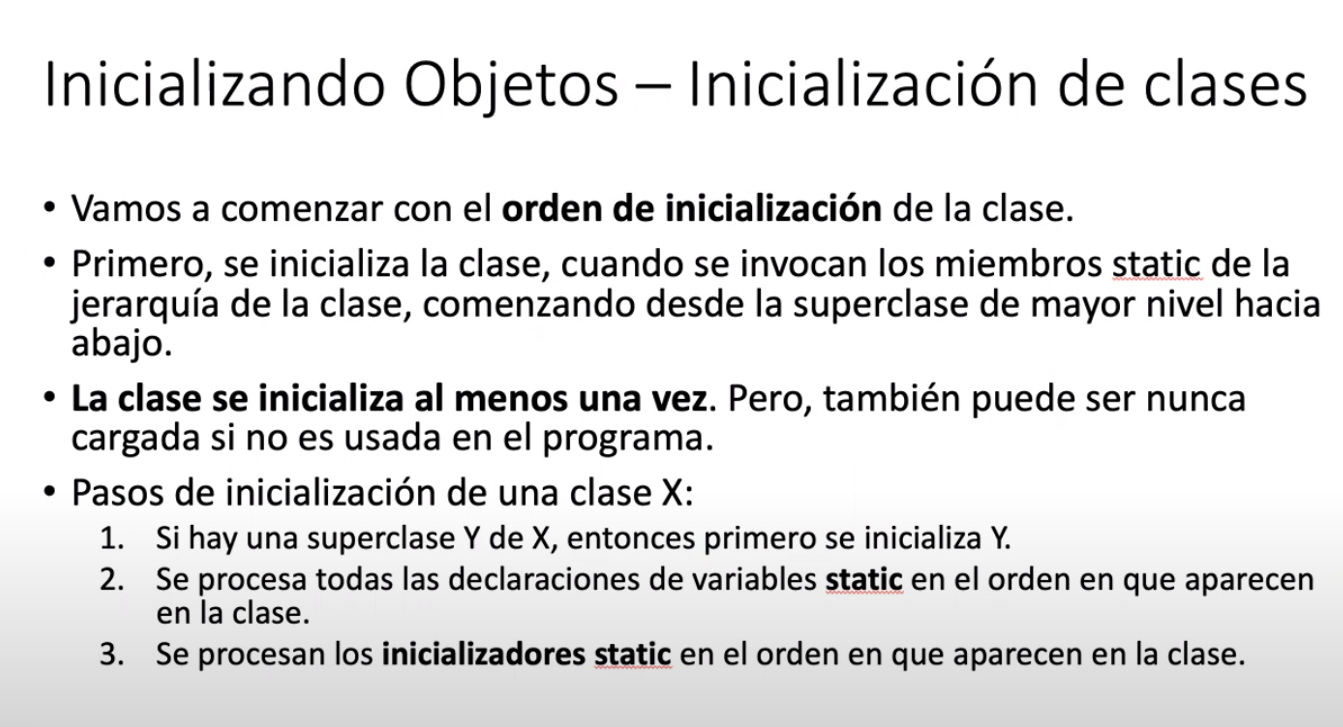 Inicializando Objetos – Inicialización de clases
• Vamos a comenzar con el orden de inicialización de la clase.
• Primero, se inicializa la clase, cuando se invocan los miembros static de la
jerarquía de la clase, comenzando desde la superclase de mayor nivel hacia
abajo.
• La clase se inicializa al menos una vez. Pero, también puede ser nunca
cargada si no es usada en el programa.
• Pasos de inicialización de una clase X:
1. Si hay una superclase Y de X, entonces primero se inicializa Y.
2. Se procesa todas las declaraciones de variables static en el orden en que aparecen
en la clase.
3. Se procesan los inicializadores static en el orden en que aparecen en la clase.